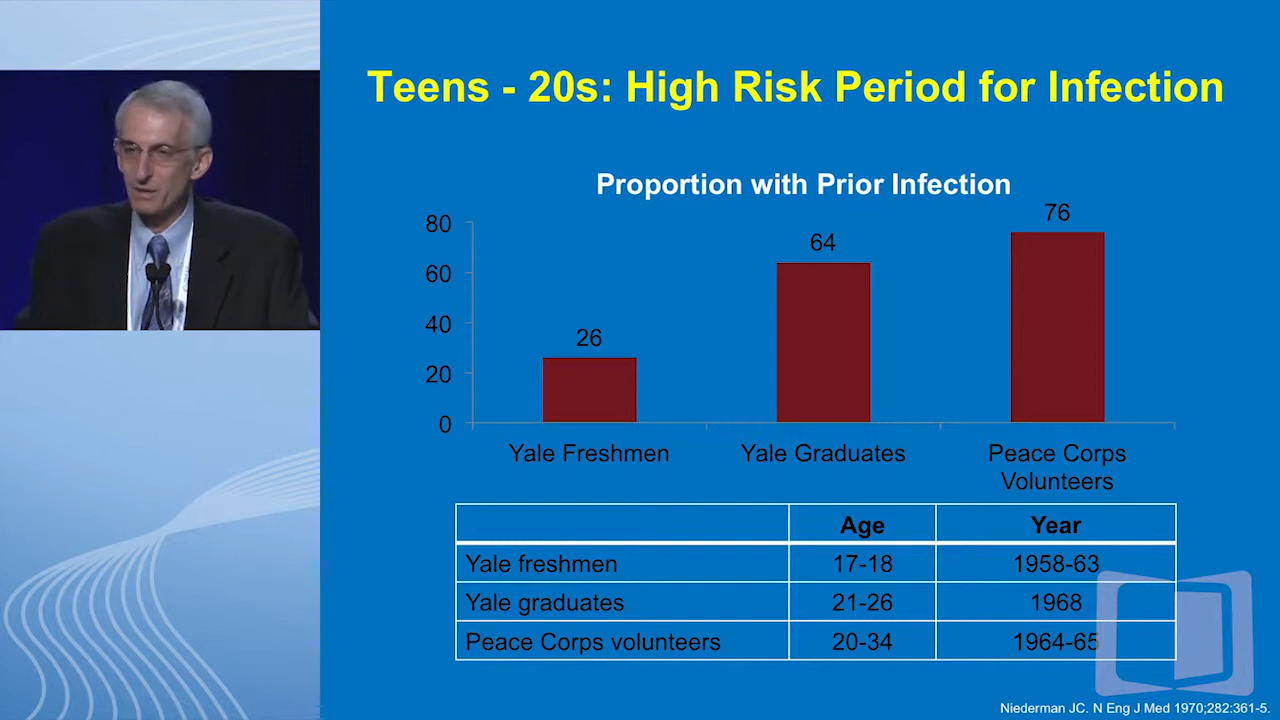 Teens - 20s: High Risk Period for Infection
Proportion with Prior Infection
80
60
40
20
0
26
64
76
Yale Freshmen
Yale Graduates
Peace Corps
Volunteers
Age Year
Yale freshmen 17-18 1958-63
Yale graduates 21-26 1968
Peace Corps volunteers 20-34 1964-65
Niederman JC. N Eng J Med 1970;282:361-5.